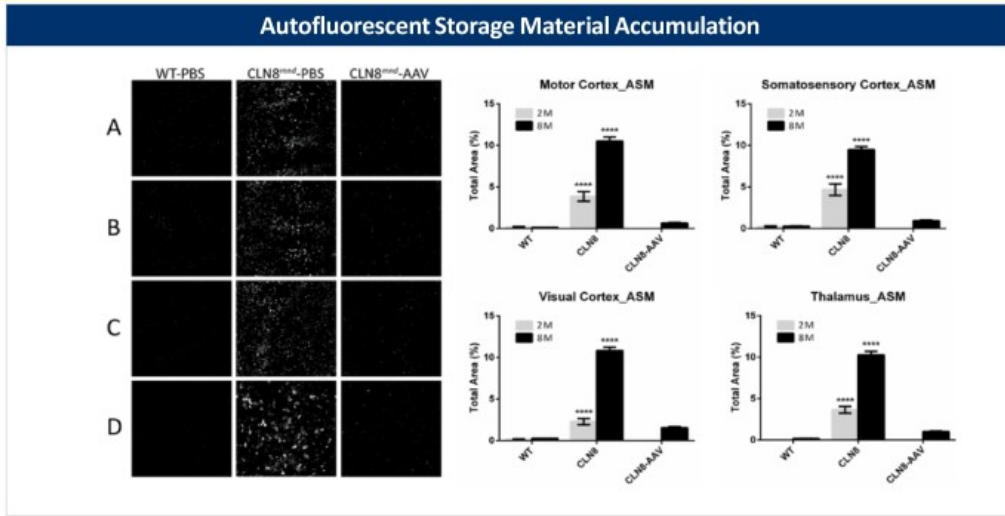 Autofluorescent Storage Material Accumulation
WT-PBS CLN8ᵐⁿᵈ-PBS CLN8ᵐⁿᵈ-AAV
A
B
C
D
Motor Cortex_ASM
Total Area (%)
15
10
5
0
2M
8M
****
****
WT
CLN8
CLN8-AAV
Somatosensory Cortex_ASM
Total Area (%)
15
10
5
0
2M
8M
****
****
WT
CLN8
CLN8-AAV
Visual Cortex_ASM
Total Area (%)
15
10
5
0
2M
8M
****
****
WT
CLN8
CLN8-AAV
Thalamus_ASM
Total Area (%)
15
10
5
0
2M
8M
****
****
WT
CLN8
CLN8-AAV